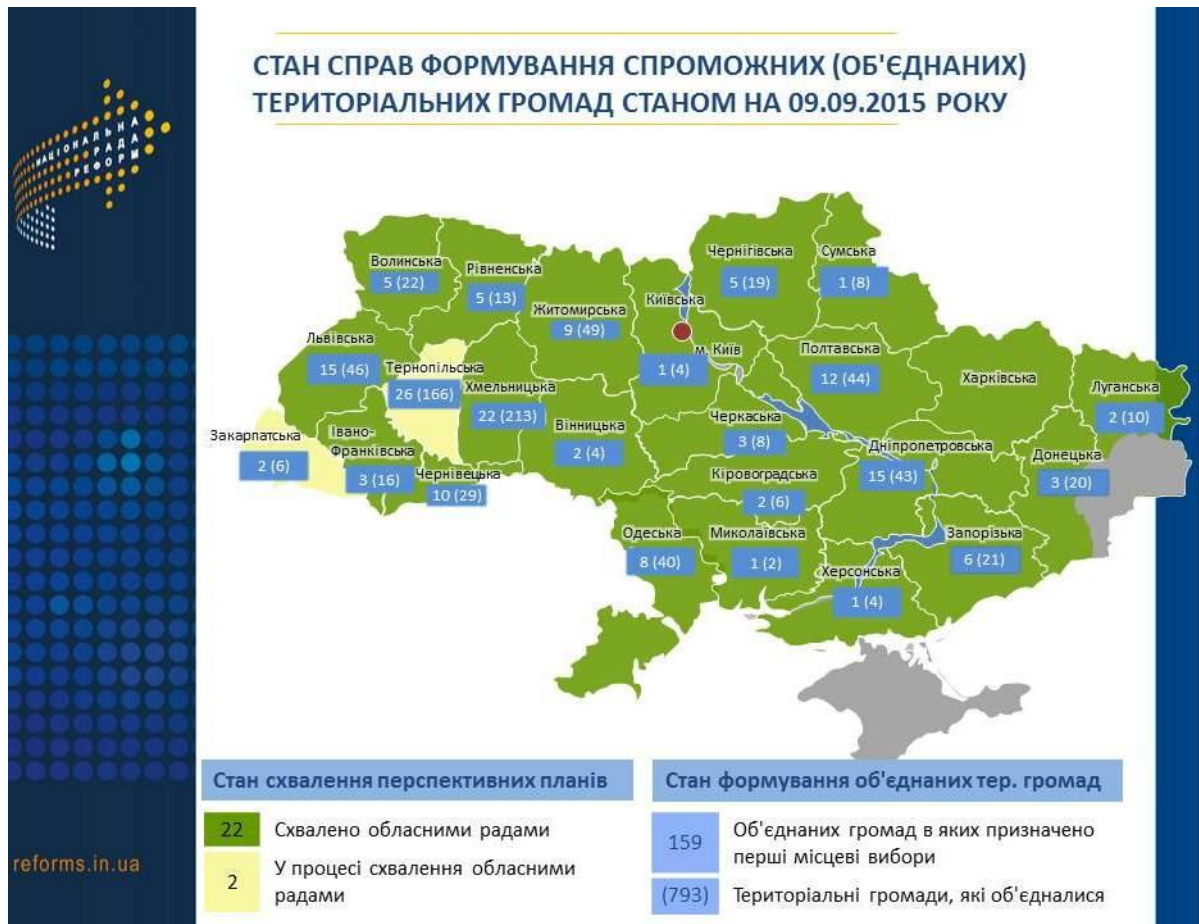 СТАН СПРАВ ФОРМУВАННЯ СПРОМОЖНИХ (ОБ'ЄДНАНИХ)
ТЕРИТОРІАЛЬНИХ ГРОМАД СТАНОМ НА 09.09.2015 РОКУ
НАЦІОНАЛЬНА
РАДА
РЕФОРМ
Волинська
5 (22)
Рівненська
5 (13)
Житомирська
9 (49)
Київська
м. Київ
1 (4)
Чернігівська
5 (19)
Сумська
1 (8)
Львівська
15 (46)
Тернопільська
26 (166)
Хмельницька
22 (213)
Вінницька
2 (4)
Полтавська
12 (44)
Харківська
Луганська
2 (10)
Закарпатська
2 (6)
Івано-
Франківська
3 (16)
Чернівецька
10 (29)
Черкаська
3 (8)
Кіровоградська
2 (6)
Дніпропетровська
15 (43)
Донецька
3 (20)
Одеська
8 (40)
Миколаївська
1 (2)
Херсонська
1 (4)
Запорізька
6 (21)
Стан схвалення перспективних планів
22 Схвалено обласними радами
2 У процесі схвалення обласними
радами
Стан формування об'єднаних тер. громад
159 Об'єднаних громад в яких призначено
перші місцеві вибори
(793) Територіальні громади, які об'єдналися
reforms.in.ua